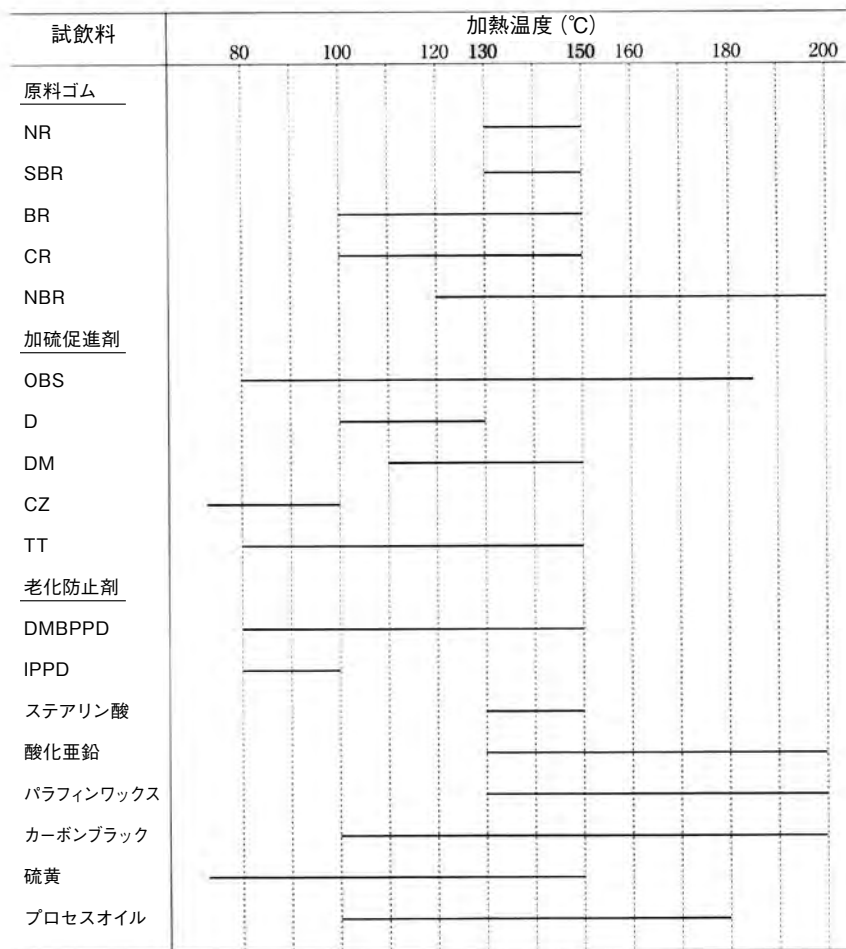 試飲料
加熱温度 (℃)
80 100 120 130 150 160 180 200
原料ゴム
NR
SBR
BR
CR
NBR
加硫促進剤
OBS
D
DM
CZ
TT
老化防止剤
DMBPPD
IPPD
ステアリン酸
酸化亜鉛
パラフィンワックス
カーボンブラック
硫黄
プロセスオイル